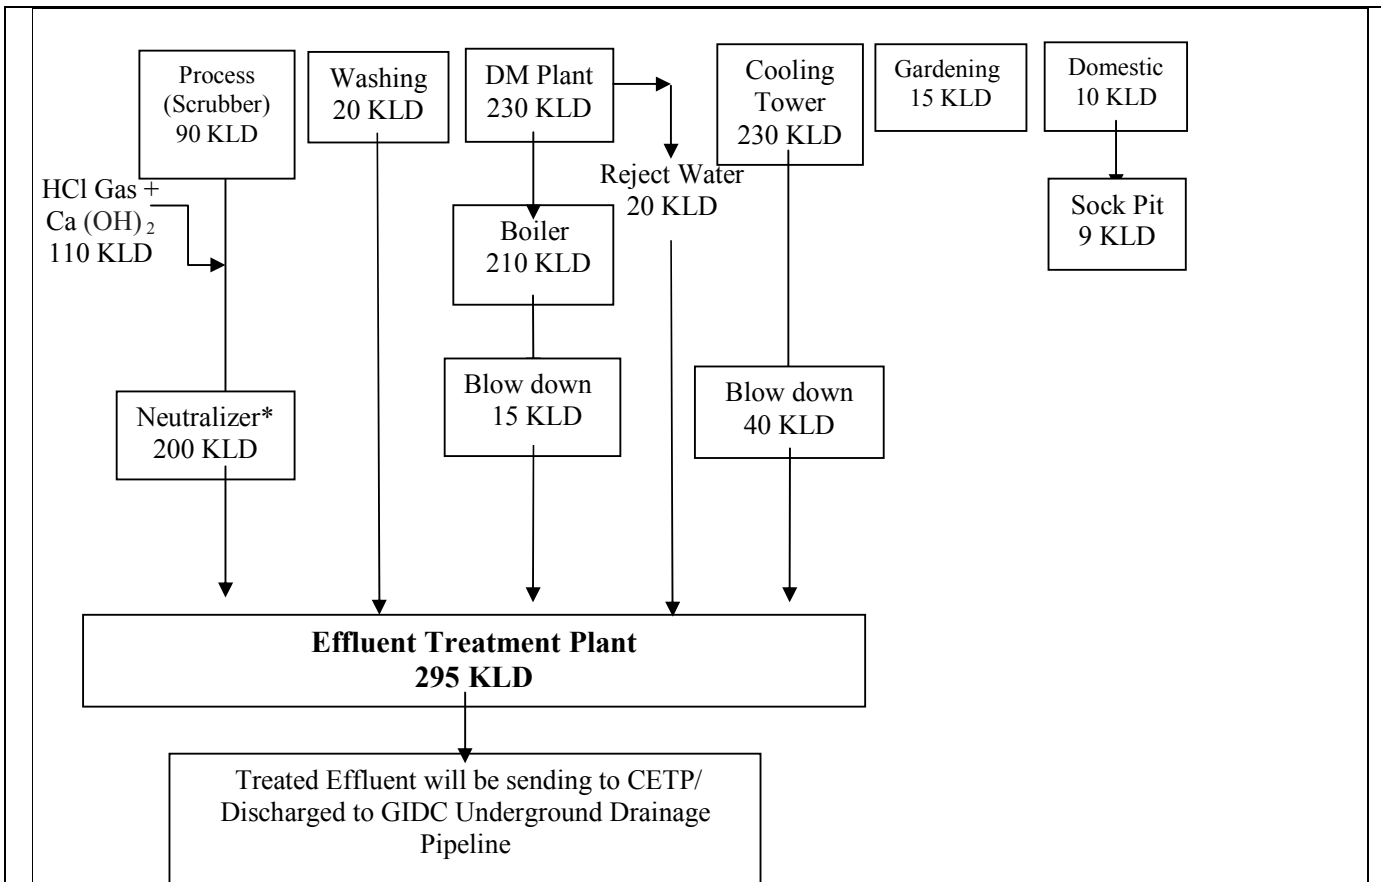 Process
(Scrubber)
90 KLD
Washing
20 KLD
DM Plant
230 KLD
Cooling
Tower
230 KLD
Gardening
15 KLD
Domestic
10 KLD
HCl Gas +
Ca (OH) ₂
110 KLD
Reject Water
20 KLD
Boiler
210 KLD
Sock Pit
9 KLD
Neutralizer*
200 KLD
Blow down
15 KLD
Blow down
40 KLD
Effluent Treatment Plant
295 KLD
Treated Effluent will be sending to CETP/
Discharged to GIDC Underground Drainage
Pipeline